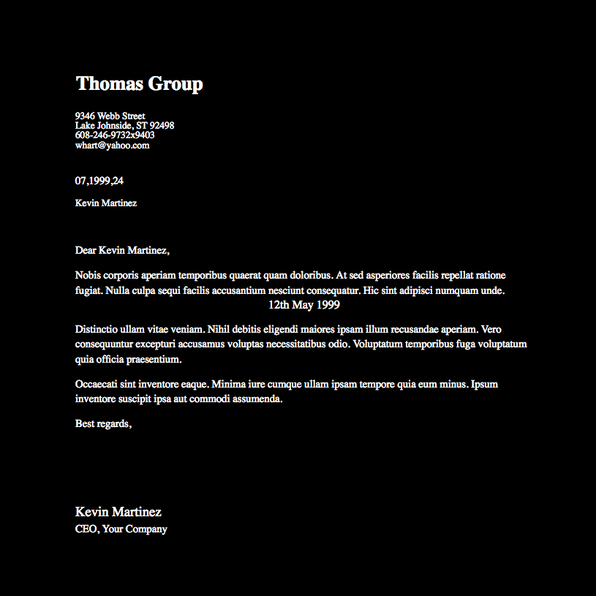 Thomas Group
9346 Webb Street
Lake Johnside, ST 92498
608-246-9732x9403
whart@yahoo.com
07,1999,24
Kevin Martinez
Dear Kevin Martinez,
Nobis corporis aperiam temporibus quaerat quam doloribus. At sed asperiores facilis repellat ratione
fugiat. Nulla culpa sequi facilis accusantium nesciunt consequatur. Hic sint adipisci numquam unde.
12th May 1999
Distinctio ullam vitae veniam. Nihil debitis eligendi maiores ipsam illum recusandae aperiam. Vero
consequuntur excepturi accusamus voluptas necessitatibus odio. Voluptatum temporibus fuga voluptatum
quia officia praesentium.
Occaecati sint inventore eaque. Minima iure cumque ullam ipsam tempore quia eum minus. Ipsum
inventore suscipit ipsa aut commodi assumenda.
Best regards,
Kevin Martinez
CEO, Your Company